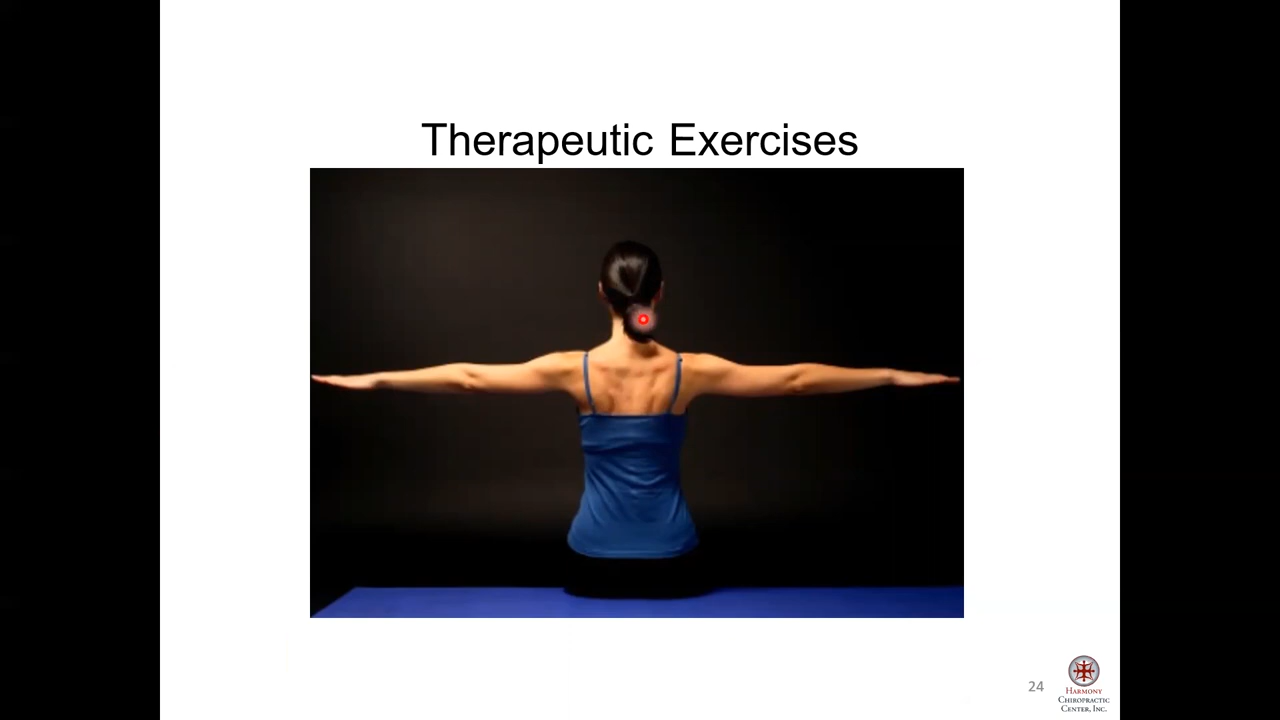 Therapeutic Exercises
24
HARMONY
CHIROPRACTIC
CENTER, INC.